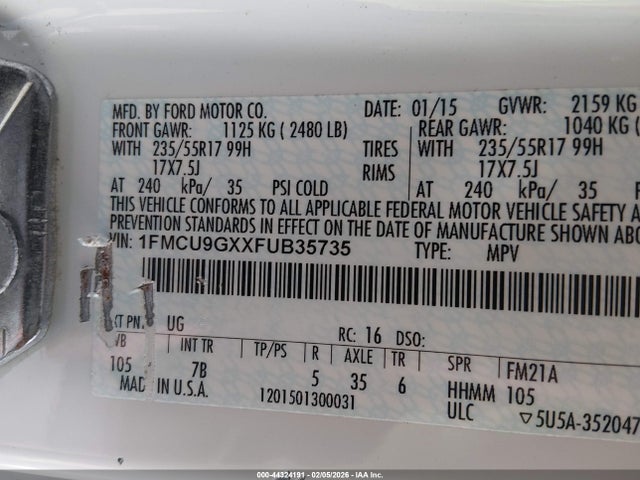 MFD. BY FORD MOTOR CO. DATE: 01/15 GVWR: 2159 KG
FRONT GAWR: 1125 KG ( 2480 LB) REAR GAWR: 1040 KG (
WITH 235/55R17 99H TIRES WITH 235/55R17 99H
17X7.5J RIMS 17X7.5J
AT 240 kPa/ 35 PSI COLD AT 240 kPa/ 35
THIS VEHICLE CONFORMS TO ALL APPLICABLE FEDERAL MOTOR VEHICLE SAFETY
PREVENTION STANDARDS IN EFFECT ON THE DATE OF MANUFACTURE SHOWN
VIN: 1FMCU9GXXFUB35735 TYPE: MPV
UG RC: 16 DSO:
WB INT TR TP/PS R AXLE TR SPR FM21A
105 7B 5 35 6 HHMM 105
MADE IN U.S.A. 1201501300031 ULC ▽5U5A-352047
000-44324191 - 02/05/2026 - Copyright IAA, Inc.